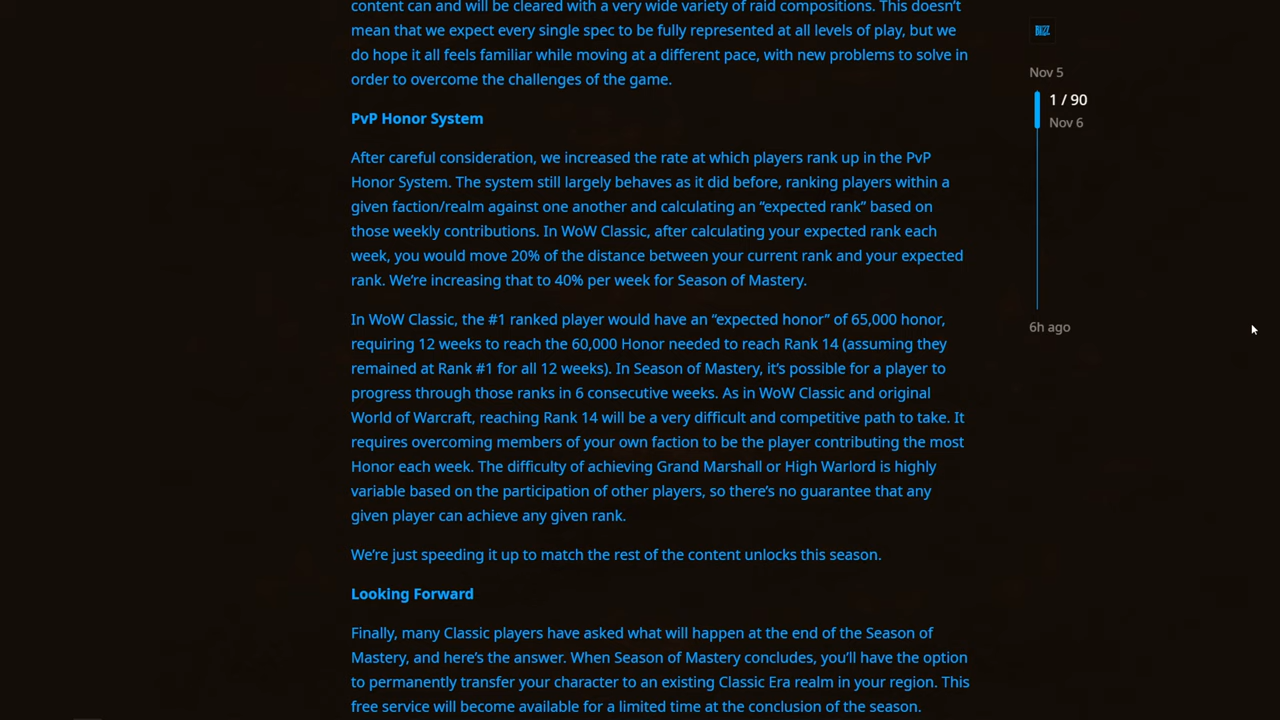 content can and will be cleared with a very wide variety of raid compositions. This doesn’t
mean that we expect every single spec to be fully represented at all levels of play, but we
do hope it all feels familiar while moving at a different pace, with new problems to solve in
order to overcome the challenges of the game.
PvP Honor System
After careful consideration, we increased the rate at which players rank up in the PvP
Honor System. The system still largely behaves as it did before, ranking players within a
given faction/realm against one another and calculating an “expected rank” based on
those weekly contributions. In WoW Classic, after calculating your expected rank each
week, you would move 20% of the distance between your current rank and your expected
rank. We’re increasing that to 40% per week for Season of Mastery.
In WoW Classic, the #1 ranked player would have an “expected honor” of 65,000 honor,
requiring 12 weeks to reach the 60,000 Honor needed to reach Rank 14 (assuming they
remained at Rank #1 for all 12 weeks). In Season of Mastery, it’s possible for a player to
progress through those ranks in 6 consecutive weeks. As in WoW Classic and original
World of Warcraft, reaching Rank 14 will be a very difficult and competitive path to take. It
requires overcoming members of your own faction to be the player contributing the most
Honor each week. The difficulty of achieving Grand Marshall or High Warlord is highly
variable based on the participation of other players, so there’s no guarantee that any
given player can achieve any given rank.
We’re just speeding it up to match the rest of the content unlocks this season.
Looking Forward
Finally, many Classic players have asked what will happen at the end of the Season of
Mastery, and here’s the answer. When Season of Mastery concludes, you’ll have the option
to permanently transfer your character to an existing Classic Era realm in your region. This
free service will become available for a limited time at the conclusion of the season.
BLIZZ
Nov 5
1 / 90
Nov 6
6h ago